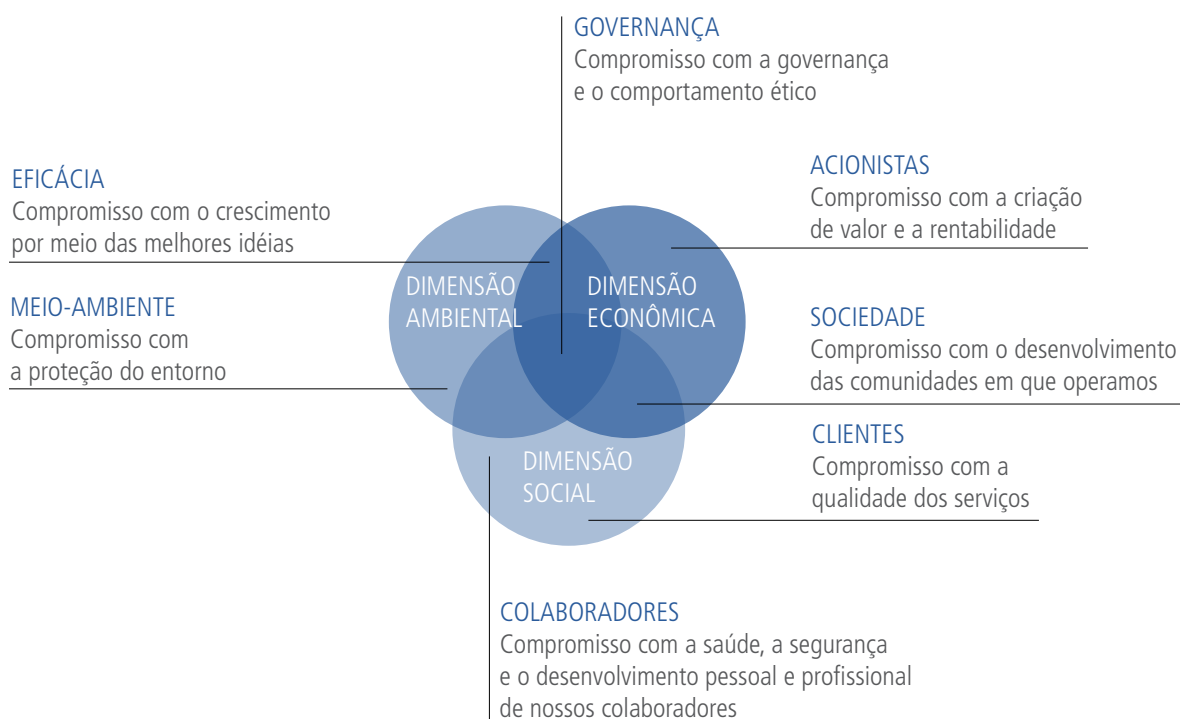 GOVERNANÇA
Compromisso com a governança
e o comportamento ético
EFICÁCIA
Compromisso com o crescimento
por meio das melhores idéias
ACIONISTAS
Compromisso com a criação
de valor e a rentabilidade
DIMENSÃO
AMBIENTAL
DIMENSÃO
ECONÔMICA
MEIO-AMBIENTE
Compromisso com
a proteção do entorno
SOCIEDADE
Compromisso com o desenvolvimento
das comunidades em que operamos
DIMENSÃO
SOCIAL
CLIENTES
Compromisso com a
qualidade dos serviços
COLABORADORES
Compromisso com a saúde, a segurança
e o desenvolvimento pessoal e profissional
de nossos colaboradores